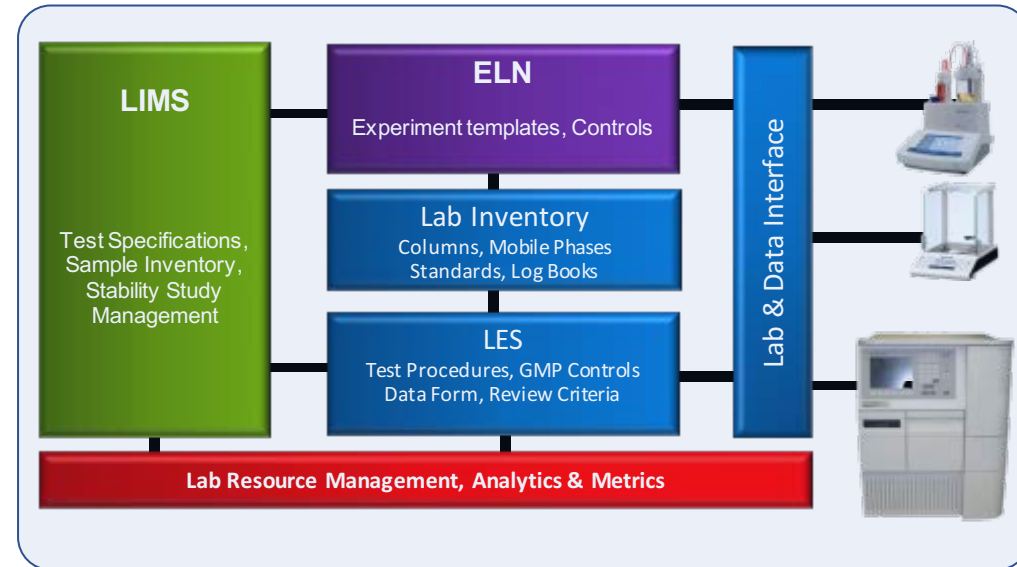 LIMS
Test Specifications,
Sample Inventory,
Stability Study
Management
ELN
Experiment templates, Controls
Lab Inventory
Columns, Mobile Phases
Standards, Log Books
LES
Test Procedures, GMP Controls
Data Form, Review Criteria
Lab & Data Interface
Lab Resource Management, Analytics & Metrics